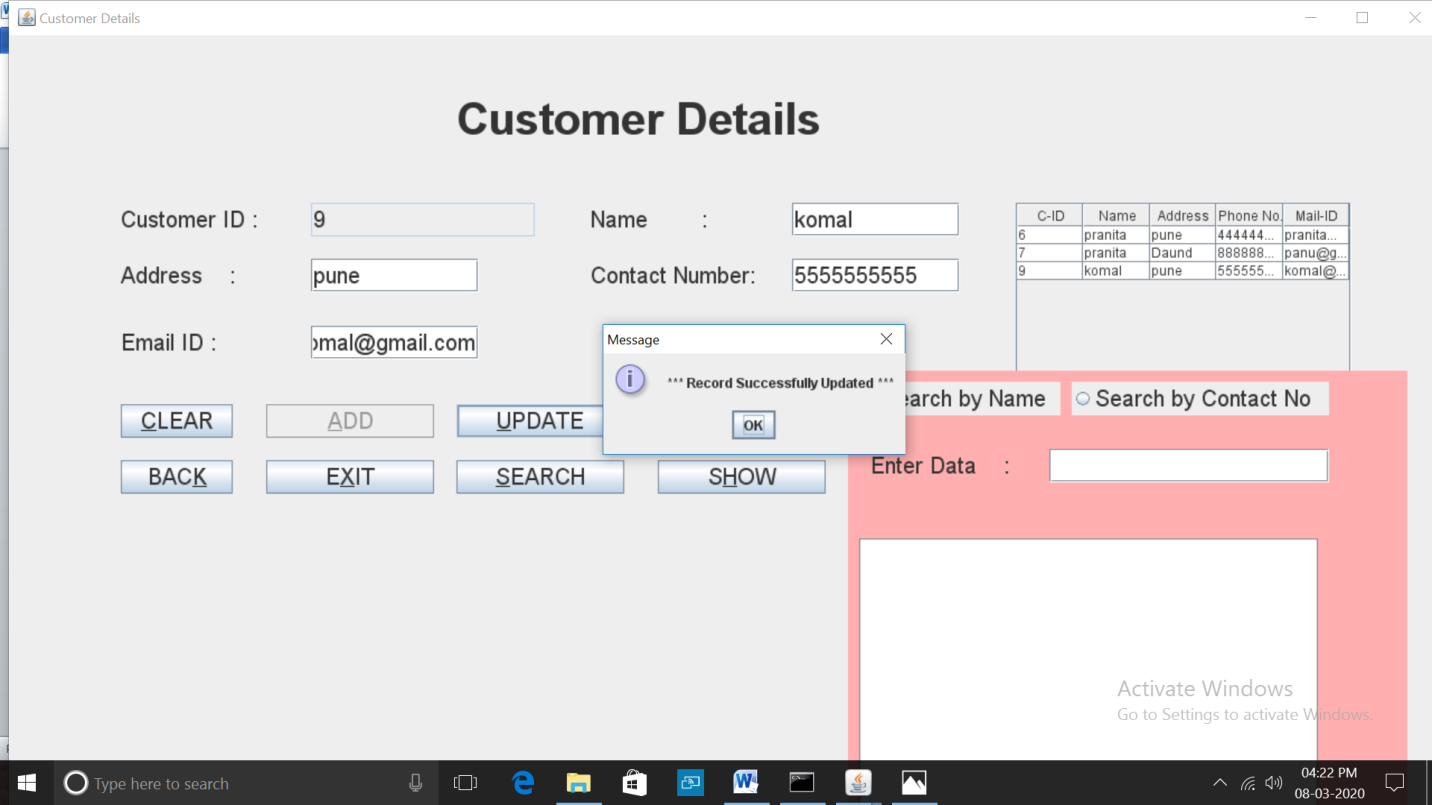 Customer Details
Customer Details
Customer ID : 9 Name : komal
Address : pune Contact Number: 5555555555
Email ID : omal@gmail.com
C-ID Name Address Phone No. Mail-ID
6 pranita pune 444444... pranita...
7 pranita Daund 888888... panu@g...
9 komal pune 555555... komal@...
Message
*** Record Successfully Updated ***
OK
CLEAR ADD UPDATE
BACK EXIT SEARCH SHOW
earch by Name Search by Contact No
Enter Data :
Activate Windows
Go to Settings to activate Windows.
Type here to search
04:22 PM
08-03-2020